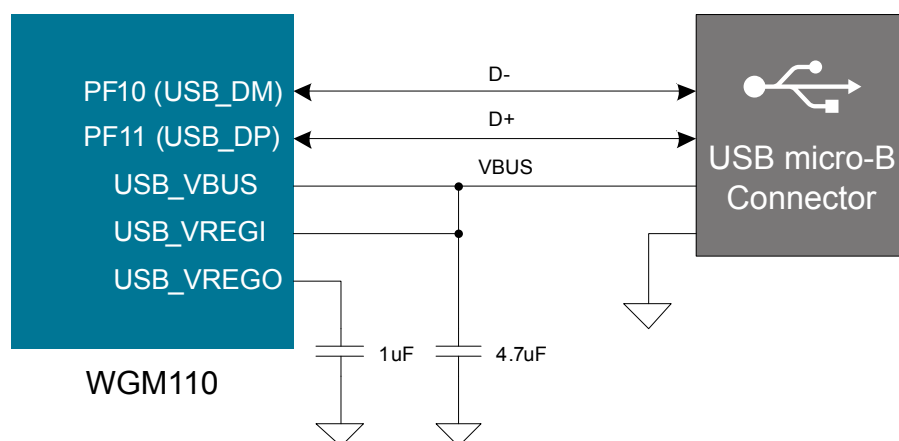 D-
PF10 (USB_DM)
D+
PF11 (USB_DP)
USB micro-B
Connector
VBUS
USB_VBUS
USB_VREGI
USB_VREGO
1uF
4.7uF
WGM110